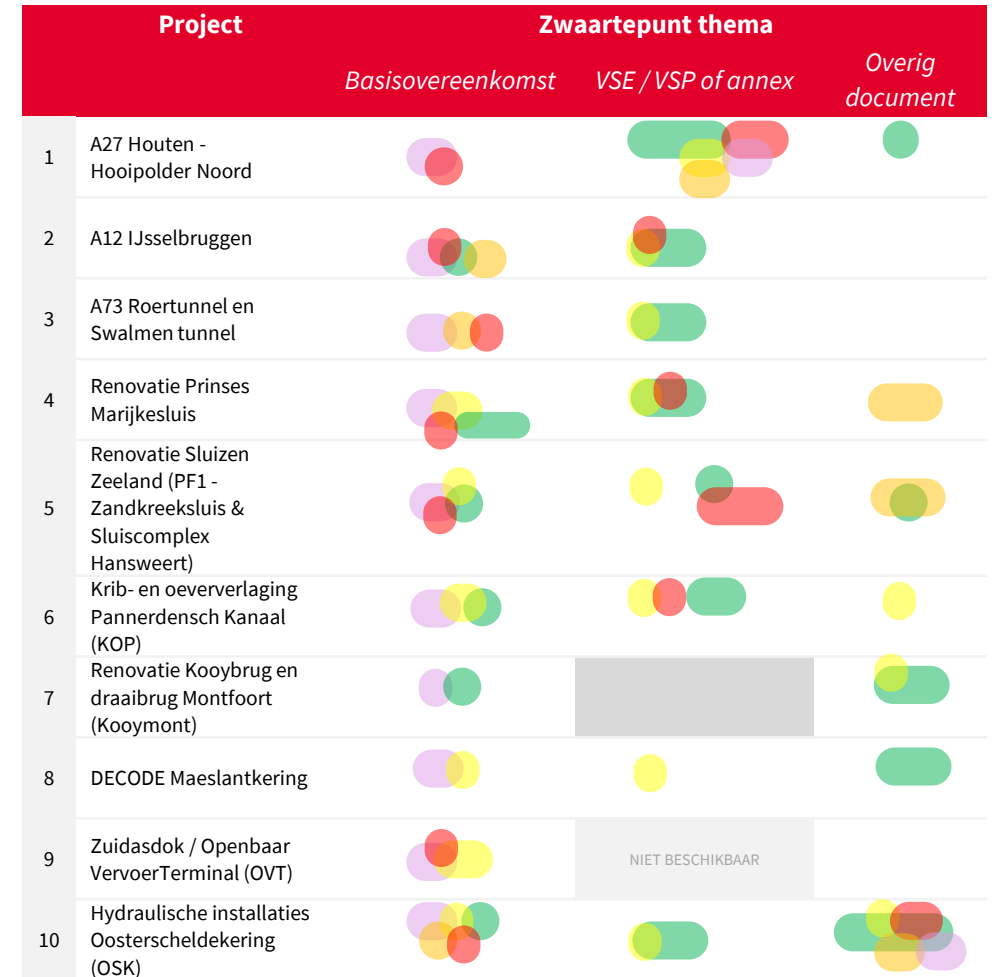 Project
Zwaartepunt thema
Basisovereenkomst
VSE / VSP of annex
Overig
document
1
A27 Houten -
Hooipolder Noord
2
A12 IJsselbruggen
3
A73 Roertunnel en
Swalmen tunnel
4
Renovatie Prinses
Marijkesluis
5
Renovatie Sluizen
Zeeland (PF1 -
Zandkreeksluis &
Sluiscomplex
Hansweert)
6
Krib- en oeververlaging
Pannerdensch Kanaal
(KOP)
7
Renovatie Kooybrug en
draaibrug Montfoort
(Kooymont)
8
DECODE Maeslantkering
9
Zuidasdok / Openbaar
VervoerTerminal (OVT)
NIET BESCHIKBAAR
10
Hydraulische installaties
Oosterscheldekering
(OSK)